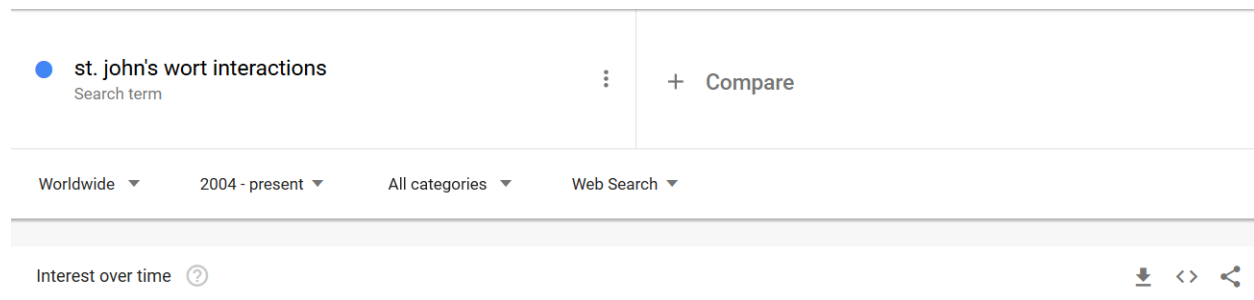 st. john's wort interactions
Search term
+ Compare
Worldwide
2004 - present
All categories
Web Search
Interest over time ?